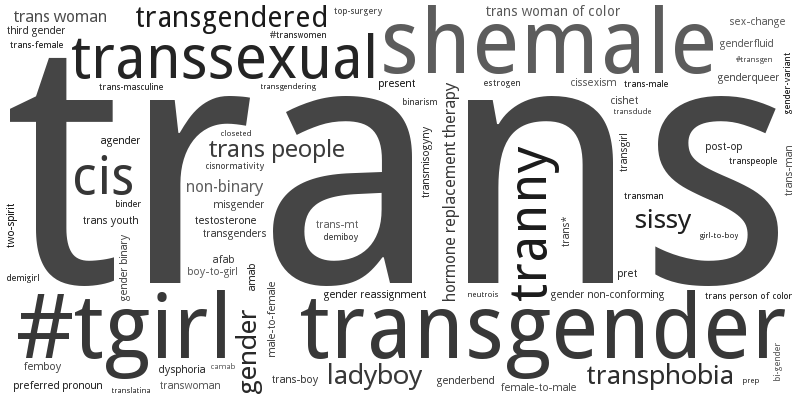 trans woman
transgendered
top-surgery
trans woman of color
sex-change
third gender
#transwomen
shemale
genderfluid
trans-female
transsexual
#transgen
trans-masculine
transgendering
present
estrogen
cissexism
trans-male
genderqueer
gender-variant
trans
binarism
cishet
transdude
agender
closeted
trans people
cisnormativity
cis
non-binary
misgender
binder
transmisogyny
hormone replacement therapy
tranny
transgirl
post-op
transpeople
trans-man
two-spirit
trans youth
testosterone
transgenders
trans-mt
demiboy
trans*
transman
sissy
girl-to-boy
gender binary
afab
boy-to-girl
amab
demigirl
male-to-female
gender reassignment
neutrois
pret
gender non-conforming
trans person of color
#tgirl
gender
transgender
femboy
dysphoria
camab
preferred pronoun
translatina
transwoman
trans-boy
ladyboy
genderbend
female-to-male
transphobia
prep
bi-gender